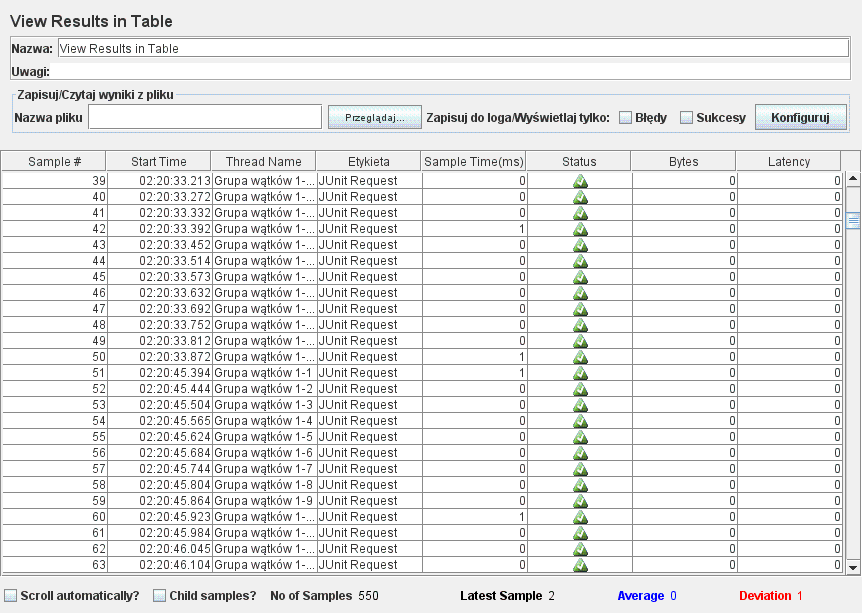 View Results in Table
Nazwa: View Results in Table
Uwagi:
Zapisuj/Czytaj wyniki z pliku
Nazwa pliku Przeglądaj... Zapisuj do loga/Wyświetlaj tylko: Błędy Sukcesy Konfiguruj
Sample # Start Time Thread Name Etykieta Sample Time(ms) Status Bytes Latency
39 02:20:33.213 Grupa wątków 1-... JUnit Request 0 0 0
40 02:20:33.272 Grupa wątków 1-... JUnit Request 0 0 0
41 02:20:33.332 Grupa wątków 1-... JUnit Request 0 0 0
42 02:20:33.392 Grupa wątków 1-... JUnit Request 1 0 0
43 02:20:33.452 Grupa wątków 1-... JUnit Request 0 0 0
44 02:20:33.514 Grupa wątków 1-... JUnit Request 0 0 0
45 02:20:33.573 Grupa wątków 1-... JUnit Request 0 0 0
46 02:20:33.632 Grupa wątków 1-... JUnit Request 0 0 0
47 02:20:33.692 Grupa wątków 1-... JUnit Request 0 0 0
48 02:20:33.752 Grupa wątków 1-... JUnit Request 0 0 0
49 02:20:33.812 Grupa wątków 1-... JUnit Request 0 0 0
50 02:20:33.872 Grupa wątków 1-... JUnit Request 1 0 0
51 02:20:45.394 Grupa wątków 1-1 JUnit Request 1 0 0
52 02:20:45.444 Grupa wątków 1-2 JUnit Request 0 0 0
53 02:20:45.504 Grupa wątków 1-3 JUnit Request 0 0 0
54 02:20:45.565 Grupa wątków 1-4 JUnit Request 0 0 0
55 02:20:45.624 Grupa wątków 1-5 JUnit Request 0 0 0
56 02:20:45.684 Grupa wątków 1-6 JUnit Request 0 0 0
57 02:20:45.744 Grupa wątków 1-7 JUnit Request 0 0 0
58 02:20:45.804 Grupa wątków 1-8 JUnit Request 0 0 0
59 02:20:45.864 Grupa wątków 1-9 JUnit Request 0 0 0
60 02:20:45.923 Grupa wątków 1-... JUnit Request 1 0 0
61 02:20:45.984 Grupa wątków 1-... JUnit Request 0 0 0
62 02:20:46.045 Grupa wątków 1-... JUnit Request 0 0 0
63 02:20:46.104 Grupa wątków 1-... JUnit Request 0 0 0
Scroll automatically? Child samples? No of Samples 550 Latest Sample 2 Average 0 Deviation 1